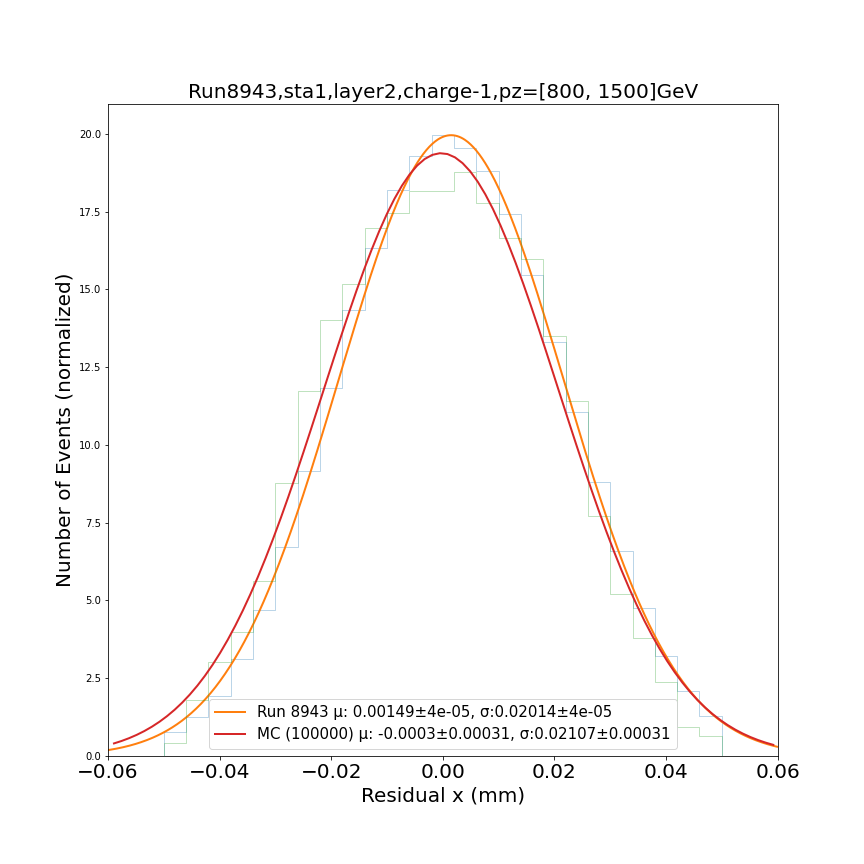 Run8943,sta1,layer2,charge-1,pz=[800, 1500]GeV
Number of Events (normalized)
20.0
17.5
15.0
12.5
10.0
7.5
5.0
2.5
0.0
Run 8943 μ: 0.00149±4e-05, σ:0.02014±4e-05
MC (100000) μ: -0.0003±0.00031, σ:0.02107±0.00031
−0.06 −0.04 −0.02 0.00 0.02 0.04 0.06
Residual x (mm)